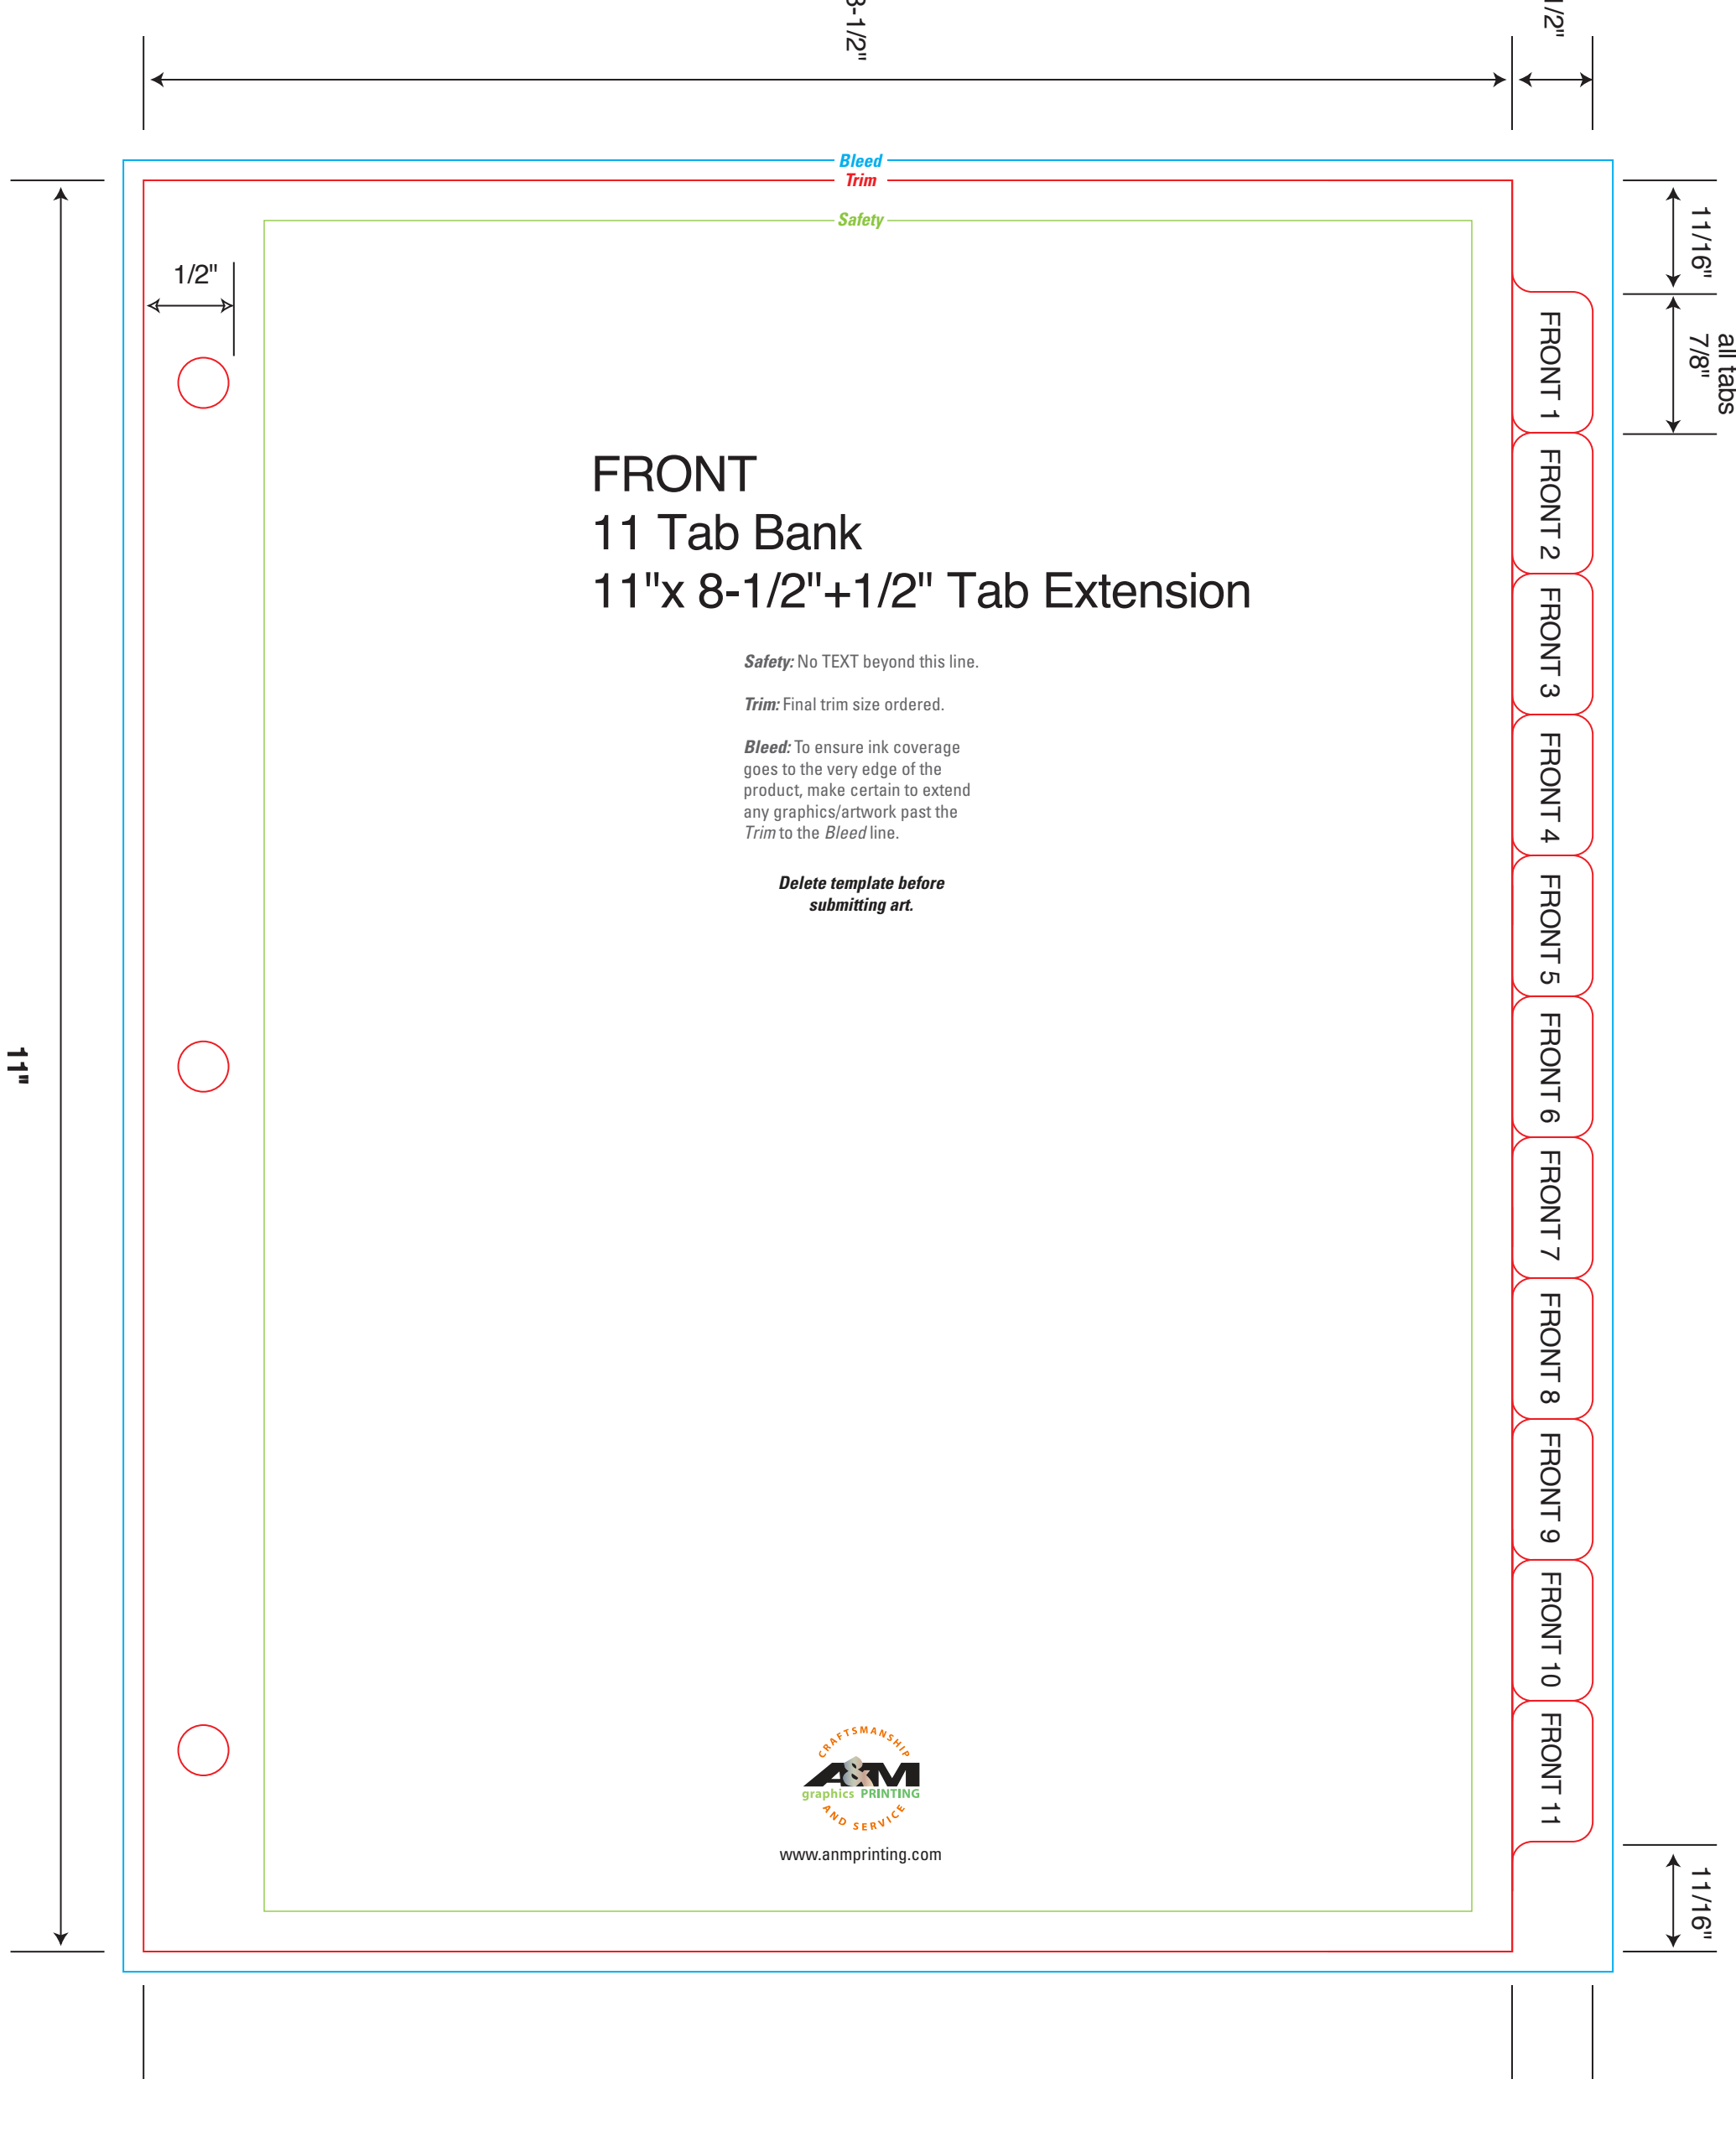 8-1/2"
1/2"
Bleed
Trim
Safety
1/2"
11/16"
all tabs
7/8"
FRONT
11 Tab Bank
11"x 8-1/2"+1/2" Tab Extension
Safety: No TEXT beyond this line.
Trim: Final trim size ordered.
Bleed: To ensure ink coverage
goes to the very edge of the
product, make certain to extend
any graphics/artwork past the
Trim to the Bleed line.
Delete template before
submitting art.
FRONT 1
FRONT 2
FRONT 3
FRONT 4
FRONT 5
FRONT 6
FRONT 7
FRONT 8
FRONT 9
FRONT 10
FRONT 11
11"
CRAFTSMANSHIP
A&M
graphics PRINTING
AND SERVICE
www.anmprinting.com
11/16"